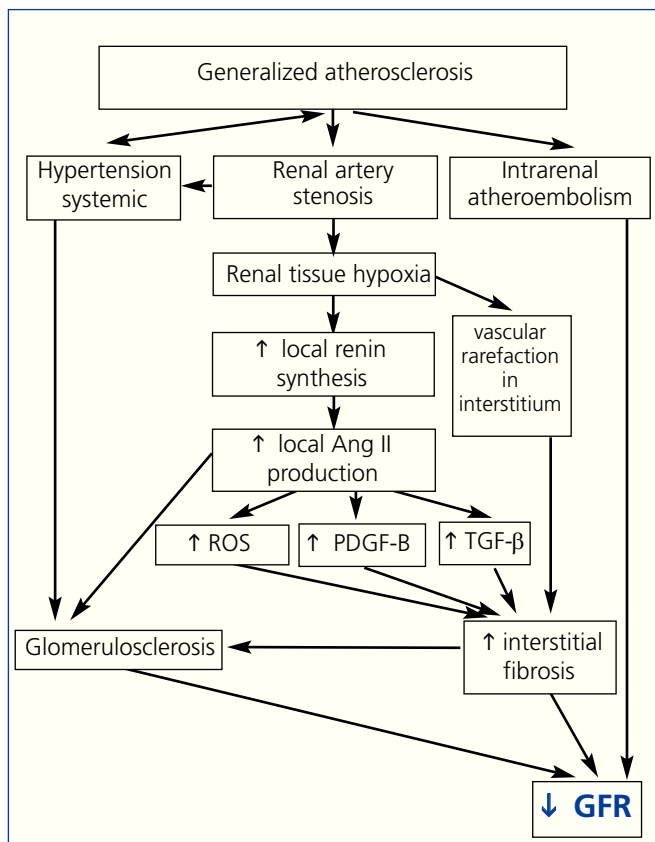 Generalized atherosclerosis
Hypertension
systemic
Renal artery
stenosis
Intrarenal
atheroembolism
Renal tissue hypoxia
vascular
rarefaction
in
interstitium
↑ local renin
synthesis
↑ local Ang II
production
↑ ROS
↑ PDGF-B
↑ TGF-β
Glomerulosclerosis
↑ interstitial
fibrosis
↓ GFR